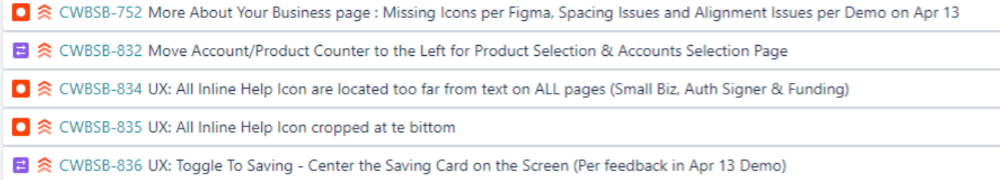 CWBSB-752 More About Your Business page : Missing Icons per Figma, Spacing Issues and Alignment Issues per Demo on Apr 13
CWBSB-832 Move Account/Product Counter to the Left for Product Selection & Accounts Selection Page
CWBSB-834 UX: All Inline Help Icon are located too far from text on ALL pages (Small Biz, Auth Signer & Funding)
CWBSB-835 UX: All Inline Help Icon cropped at te bittom
CWBSB-836 UX: Toggle To Saving - Center the Saving Card on the Screen (Per feedback in Apr 13 Demo)